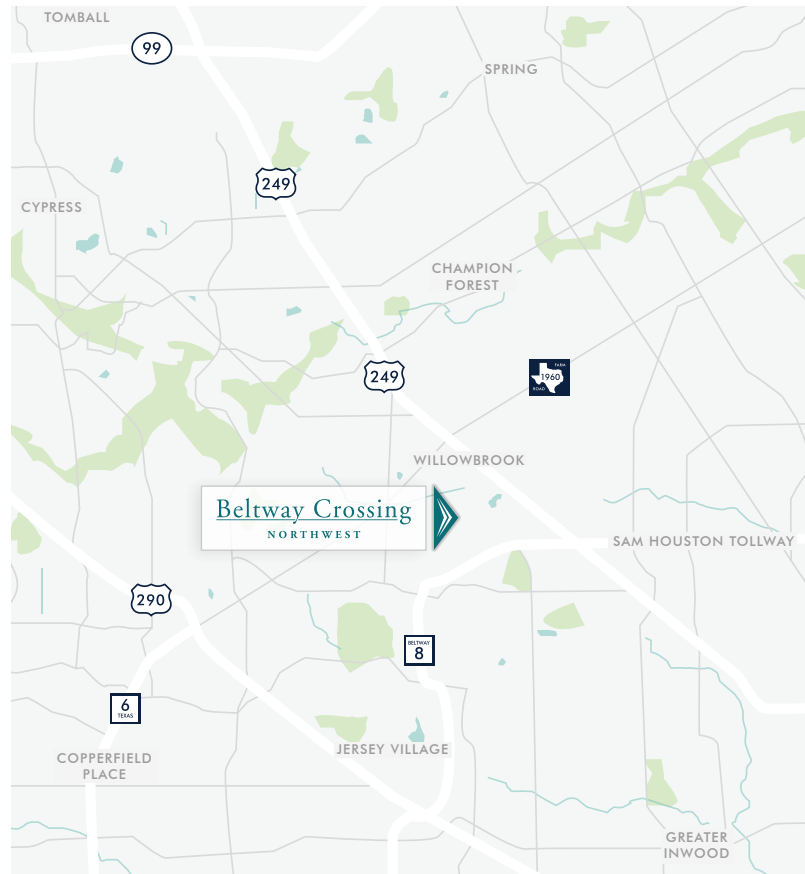 TOMBALL
99
SPRING
249
CYPRESS
CHAMPION
FOREST
249
FARM
1960
ROAD
WILLOWBROOK
Beltway Crossing
NORTHWEST
SAM HOUSTON TOLLWAY
290
BELTWAY
8
6
TEXAS
JERSEY VILLAGE
COPPERFIELD
PLACE
GREATER
INWOOD